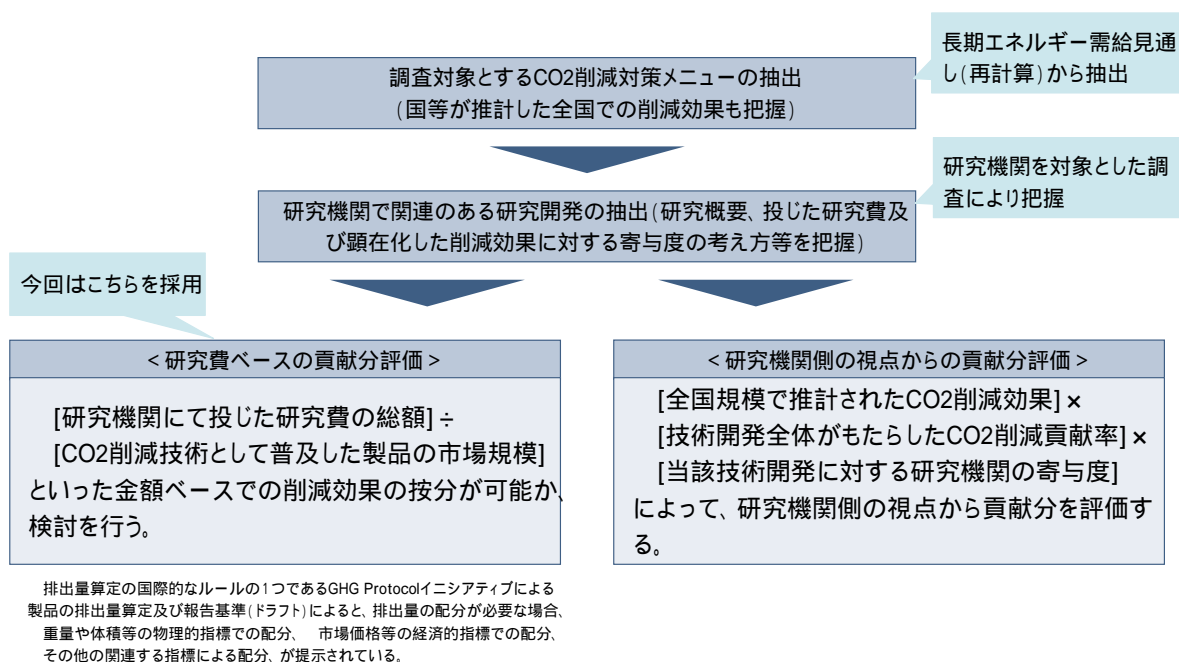 長期エネルギー需給見通
し(再計算)から抽出
調査対象とするCO2削減対策メニューの抽出
(国等が推計した全国での削減効果も把握)
研究機関を対象とした調
査により把握
研究機関で関連のある研究開発の抽出(研究概要、投じた研究費及
び顕在化した削減効果に対する寄与度の考え方等を把握)
今回はこちらを採用
<研究費ベースの貢献分評価>
[研究機関にて投じた研究費の総額]÷
[CO2削減技術として普及した製品の市場規模]
といった金額ベースでの削減効果の按分が可能か、
検討を行う。
<研究機関側の視点からの貢献分評価>
[全国規模で推計されたCO2削減効果]×
[技術開発全体がもたらしたCO2削減貢献率]×
[当該技術開発に対する研究機関の寄与度]
によって、研究機関側の視点から貢献分を評価す
る。
排出量算定の国際的なルールの1つであるGHG Protocolイニシアティブによる
製品の排出量算定及び報告基準(ドラフト)によると、排出量の配分が必要な場合、
重量や体積等の物理的指標での配分、 市場価格等の経済的指標での配分、
その他の関連する指標による配分、が提示されている。